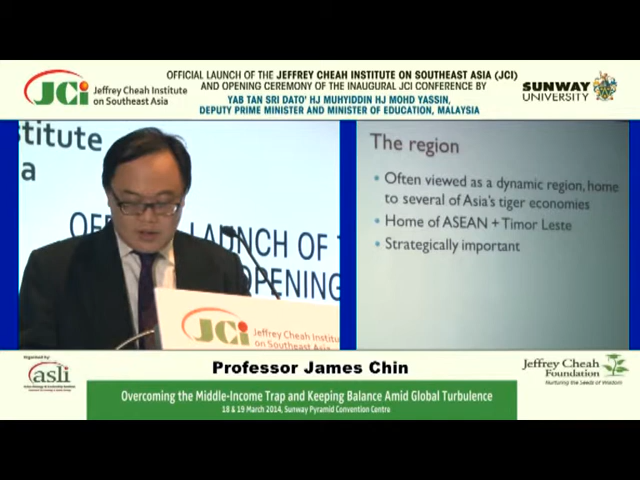 JCi
Jeffrey Cheah Institute
on Southeast Asia
OFFICIAL LAUNCH OF THE JEFFREY CHEAH INSTITUTE ON SOUTHEAST ASIA (JCI)
AND OPENING CEREMONY OF THE INAUGURAL JCI CONFERENCE BY
YAB TAN SRI DATO' HJ MUHYIDDIN HJ MOHD YASSIN,
DEPUTY PRIME MINISTER AND MINISTER OF EDUCATION, MALAYSIA
SUNWAY
UNIVERSITY
stitute
a
LAUNCH OF
OPENING
JCi
Jeffrey Cheah Institute
on Southeast Asia
The region
• Often viewed as a dynamic region, home
to several of Asia's tiger economies
• Home of ASEAN + Timor Leste
• Strategically important
Organised by:
asli
Professor James Chin
Jeffrey Cheah
Foundation
Nurturing the Seeds of Wisdom
Overcoming the Middle-Income Trap and Keeping Balance Amid Global Turbulence
18 & 19 March 2014, Sunway Pyramid Convention Centre